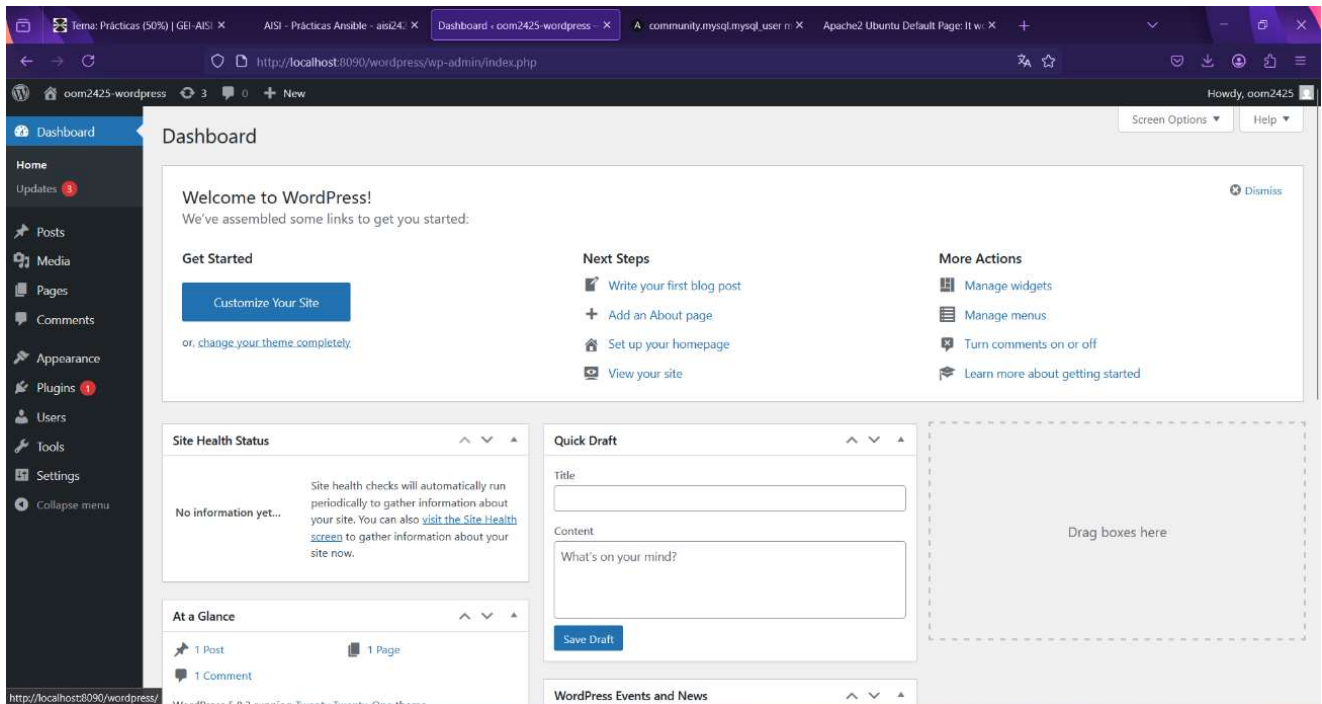 Tema: Prácticas (50%) | GEI-AISI
AISI - Prácticas Ansible - aisi242
Dashboard ‹ oom2425-wordpress —
A community.mysql.mysql_user m
Apache2 Ubuntu Default Page: It w
http://localhost:8090/wordpress/wp-admin/index.php
oom2425-wordpress 3 0 + New
Howdy, oom2425
Dashboard
Home
Updates 3
Posts
Media
Pages
Comments
Appearance
Plugins 1
Users
Tools
Settings
Collapse menu
Screen Options ▼
Help ▼
Dashboard
Welcome to WordPress!
Dismiss
We've assembled some links to get you started:
Get Started
Customize Your Site
or, change your theme completely
Next Steps
Write your first blog post
Add an About page
Set up your homepage
View your site
More Actions
Manage widgets
Manage menus
Turn comments on or off
Learn more about getting started
Site Health Status
No information yet...
Site health checks will automatically run
periodically to gather information about
your site. You can also visit the Site Health
screen to gather information about your
site now.
At a Glance
1 Post
1 Page
1 Comment
Quick Draft
Title
Content
What's on your mind?
Save Draft
WordPress Events and News
Drag boxes here
http://localhost:8090/wordpress/